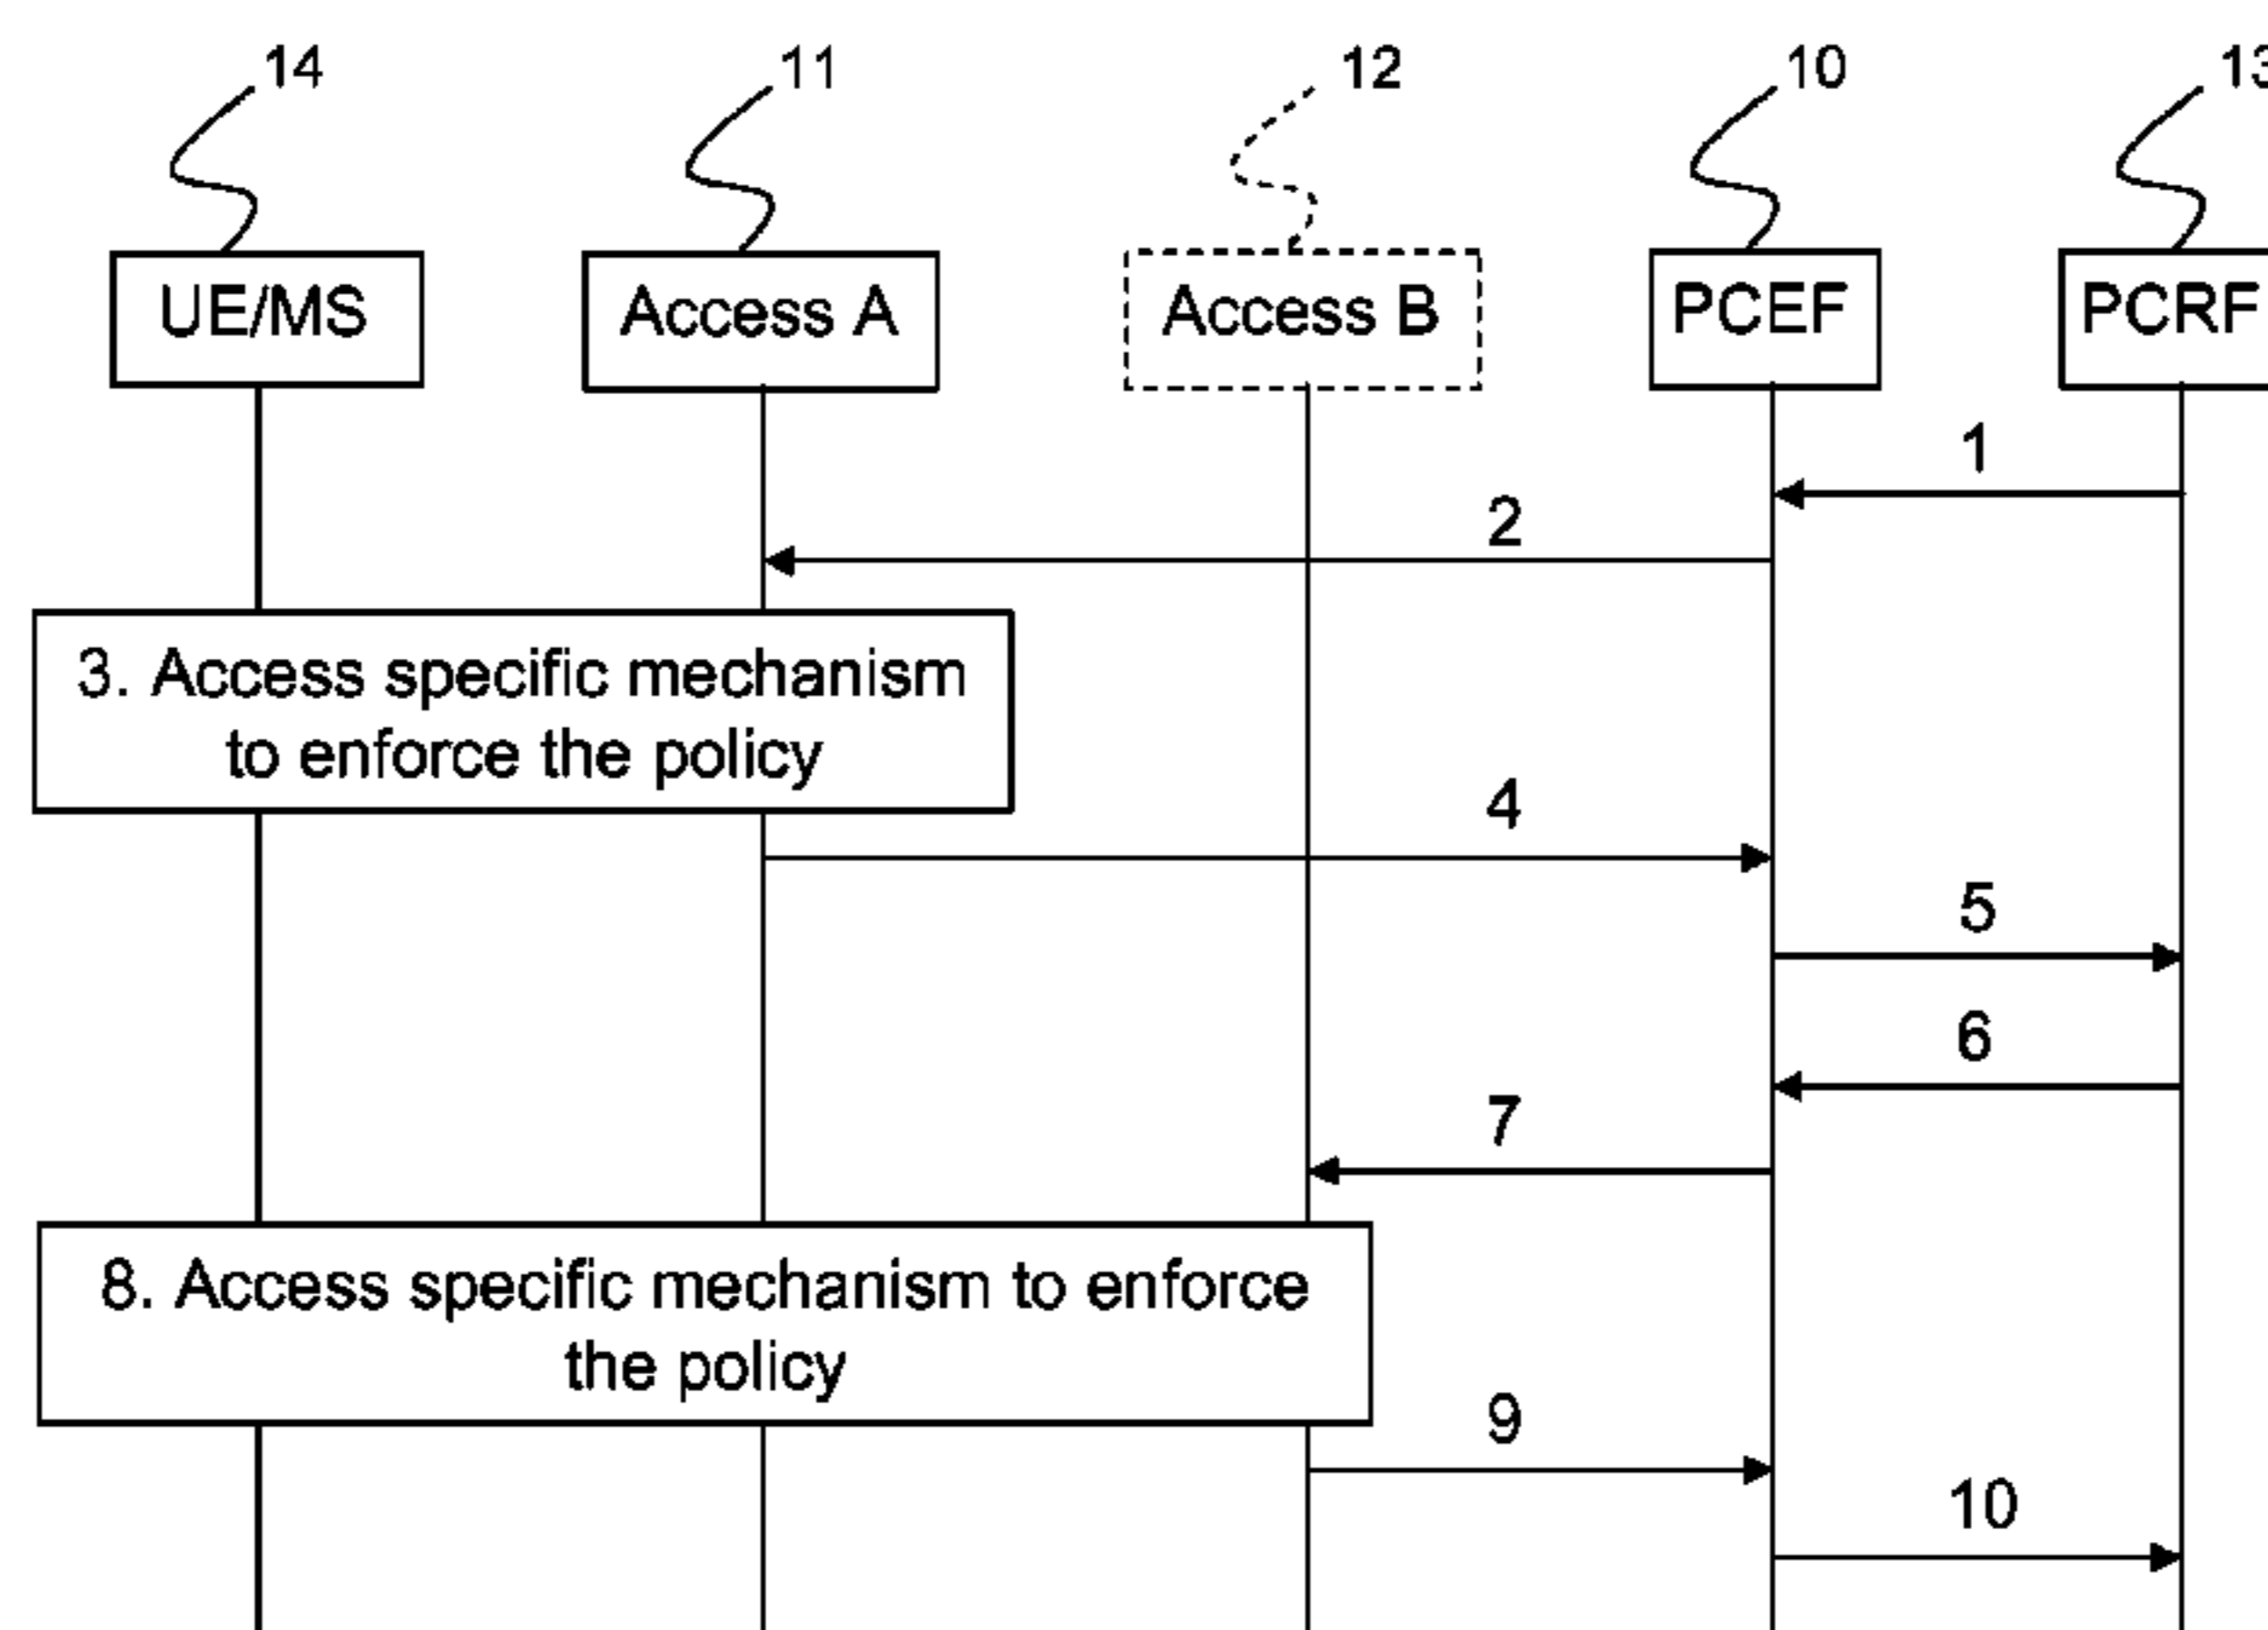 14
11
12
10
13
UE/MS
Access A
Access B
PCEF
PCRF
1
2
3. Access specific mechanism
to enforce the policy
4
5
6
7
8. Access specific mechanism to enforce
the policy
9
10